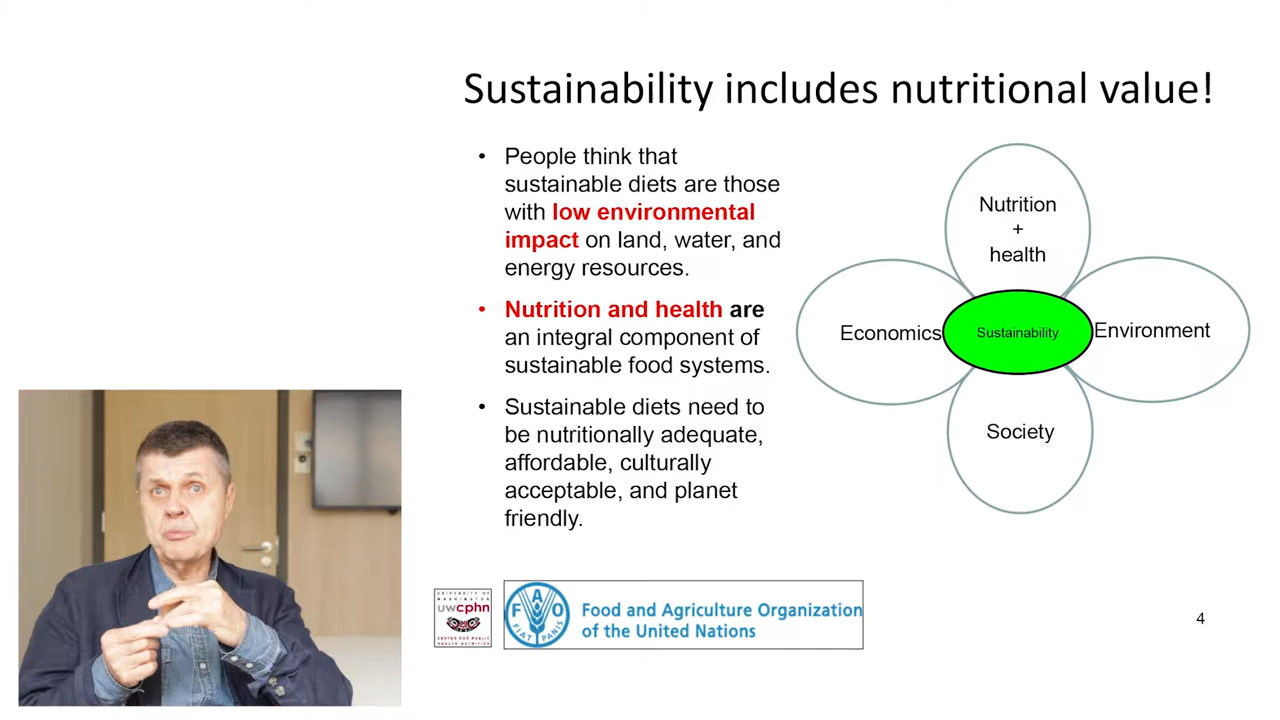 Sustainability includes nutritional value!
• People think that
sustainable diets are those
with low environmental
impact on land, water, and
energy resources.
• Nutrition and health are
an integral component of
sustainable food systems.
• Sustainable diets need to
be nutritionally adequate,
affordable, culturally
acceptable, and planet
friendly.
Nutrition
+
health
Economics
Sustainability
Environment
Society
UNIVERSITY OF
WASHINGTON
uwcphn
CENTER FOR PUBLIC
HEALTH NUTRITION
F A O
FIAT PANIS
Food and Agriculture Organization
of the United Nations
4